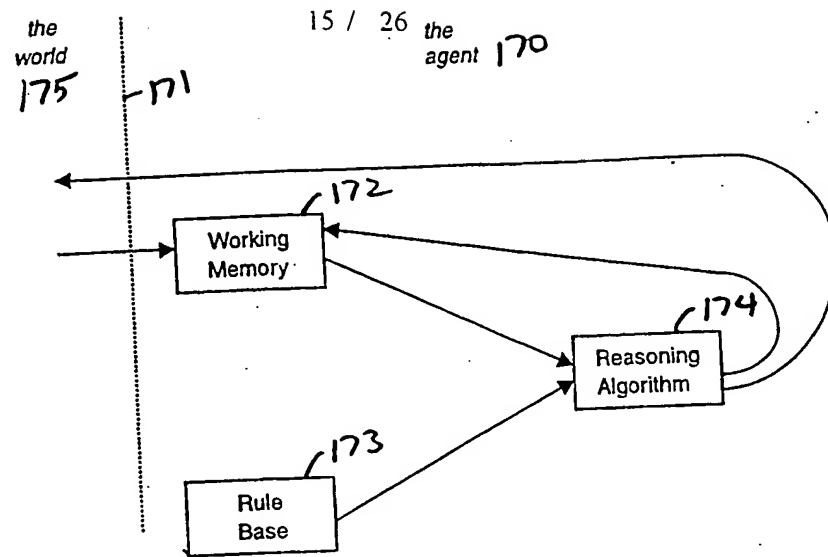 15 / 26
the
world
175
171
the
agent 170
172
Working
Memory
174
Reasoning
Algorithm
173
Rule
Base